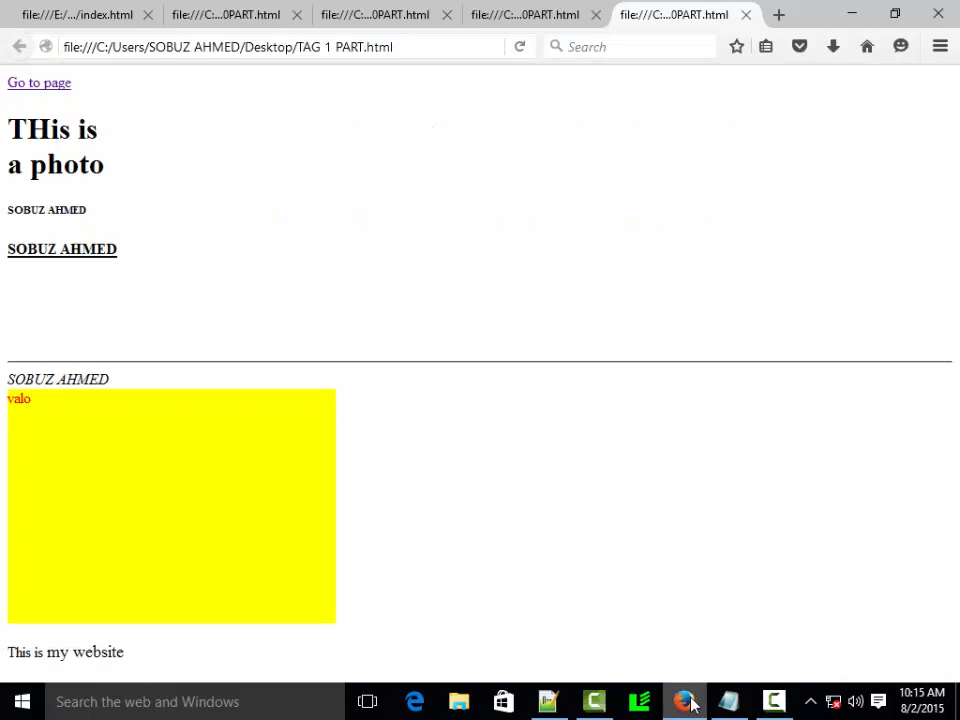 file:///E:/.../index.html
file:///C:...0PART.html
file:///C:...0PART.html
file:///C:...0PART.html
file:///C:...0PART.html
file:///C:/Users/SOBUZ AHMED/Desktop/TAG 1 PART.html
Search
Go to page
THis is
a photo
SOBUZ AHMED
SOBUZ AHMED
SOBUZ AHMED
valo
This is my website
Search the web and Windows
10:15 AM
8/2/2015